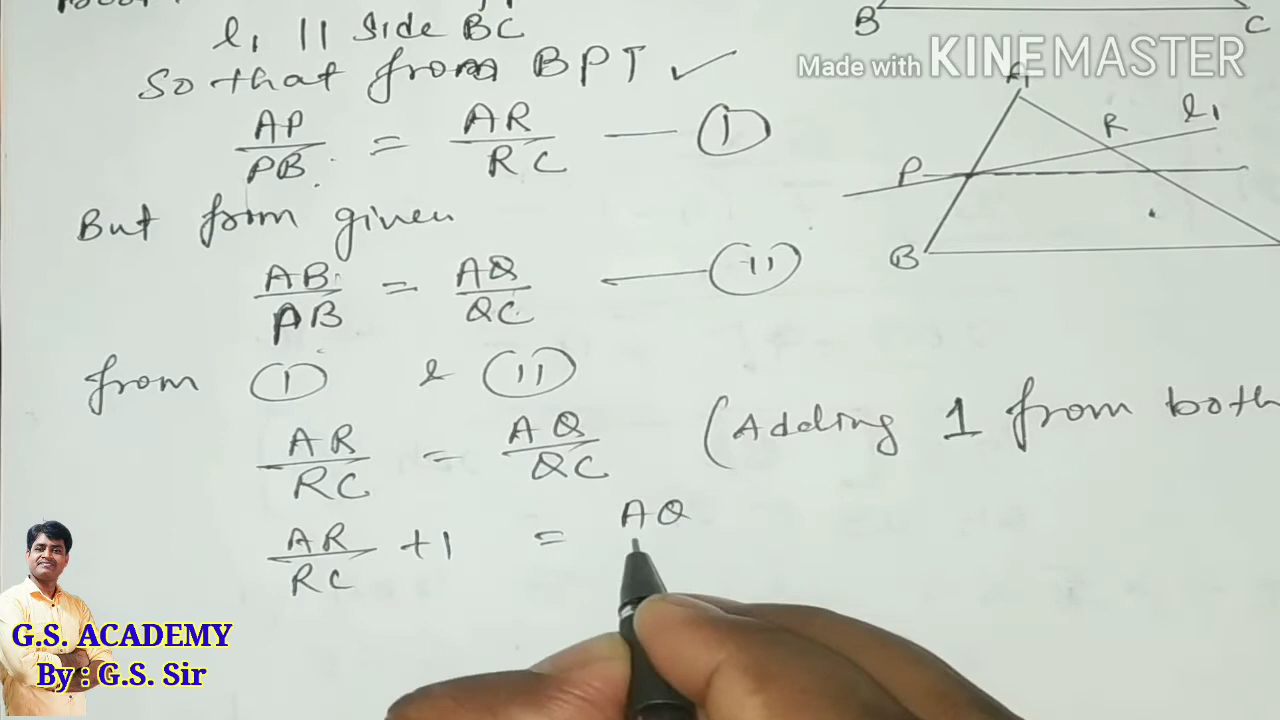 B C
l₁ || Side BC
So that from BPT ✓
AP/PB = AR/RC — I
But from given
AB/AB = AQ/QC — II
from I & II
AR/RC = AQ/QC (Adding 1 from both
AR/RC + 1 = AQ
Made with KINEMASTER
A
R l₁
P
B
G.S. ACADEMY
By : G.S. Sir